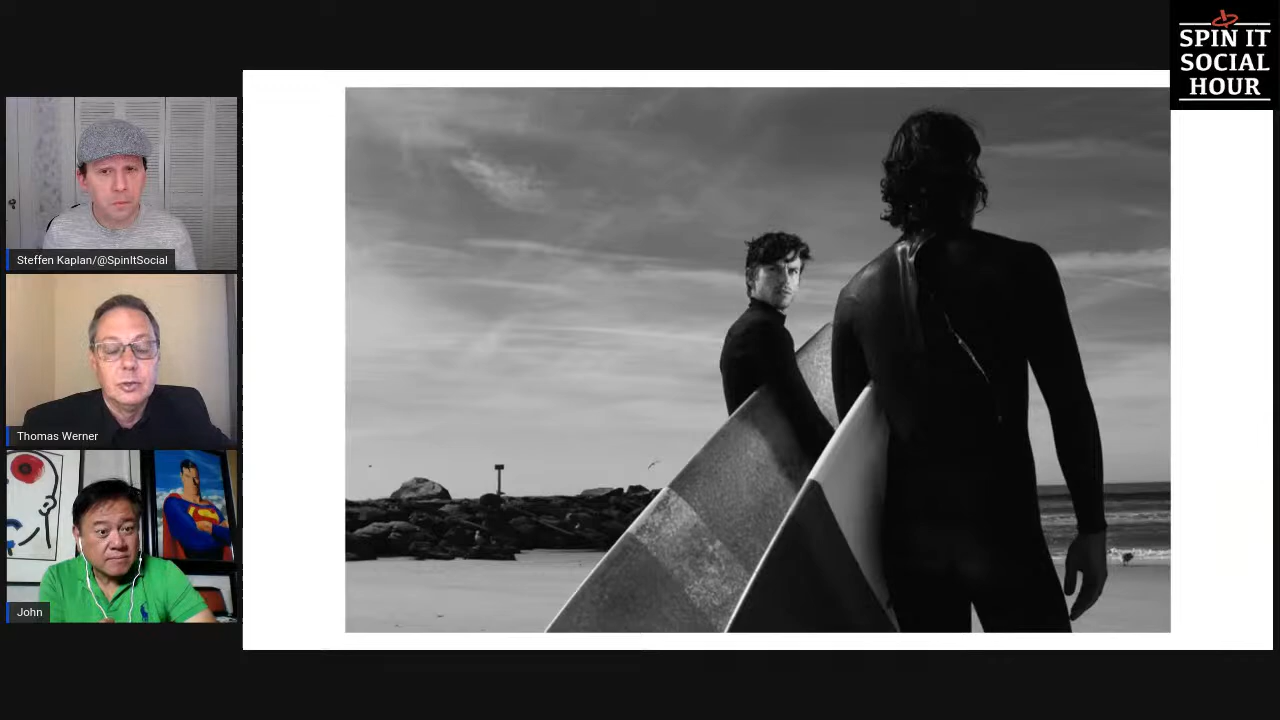 SPIN IT
SOCIAL
HOUR
Steffen Kaplan/@SpinItSocial
Thomas Werner
John